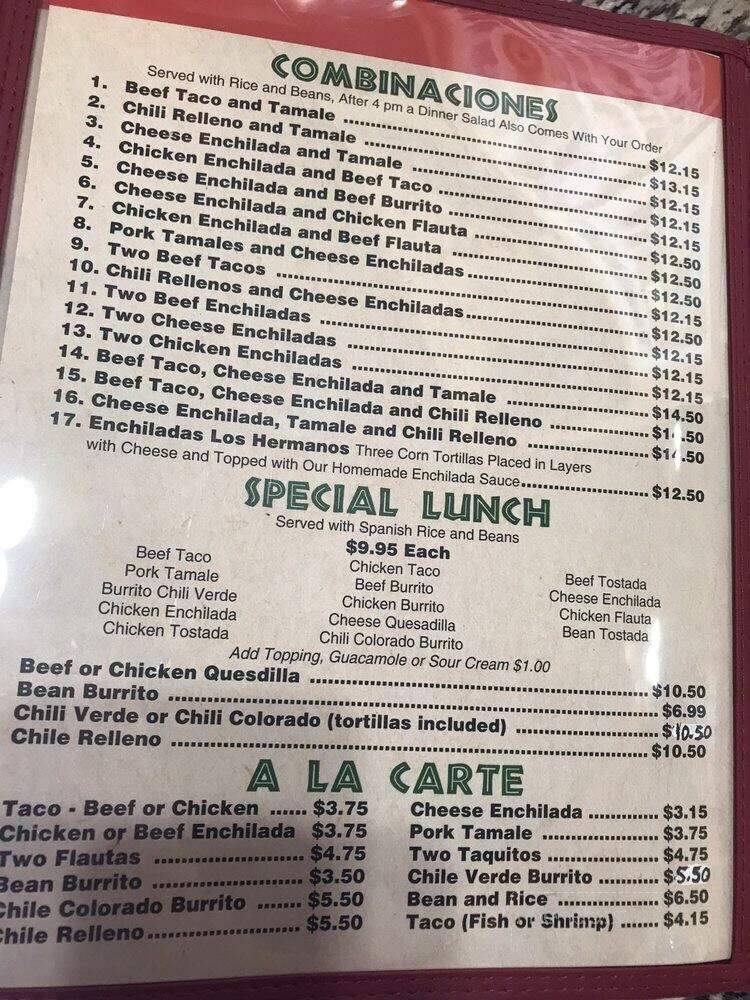 COMBINACIONES
Served with Rice and Beans, After 4 pm a Dinner Salad Also Comes With Your Order
1. Beef Taco and Tamale ........ $12.15
2. Chili Relleno and Tamale ........ $13.15
3. Cheese Enchilada and Tamale ........ $12.15
4. Chicken Enchilada and Beef Taco ........ $12.15
5. Cheese Enchilada and Beef Burrito ........ $12.15
6. Cheese Enchilada and Chicken Flauta ........ $12.50
7. Chicken Enchilada and Beef Flauta ........ $12.50
8. Pork Tamales and Cheese Enchiladas ........ $12.50
9. Two Beef Tacos ........ $12.15
10. Chili Rellenos and Cheese Enchiladas ........ $12.50
11. Two Beef Enchiladas ........ $12.15
12. Two Cheese Enchiladas ........ $12.15
13. Two Chicken Enchiladas ........ $12.15
14. Beef Taco, Cheese Enchilada and Tamale ........ $14.50
15. Beef Taco, Cheese Enchilada and Chili Relleno ........ $14.50
16. Cheese Enchilada, Tamale and Chili Relleno ........ $14.50
17. Enchiladas Los Hermanos Three Corn Tortillas Placed in Layers
with Cheese and Topped with Our Homemade Enchilada Sauce ........ $12.50
SPECIAL LUNCH
Served with Spanish Rice and Beans
$9.95 Each
Beef Taco
Pork Tamale
Burrito Chili Verde
Chicken Enchilada
Chicken Tostada
Chicken Taco
Beef Burrito
Chicken Burrito
Cheese Quesadilla
Chili Colorado Burrito
Beef Tostada
Cheese Enchilada
Chicken Flauta
Bean Tostada
Add Topping, Guacamole or Sour Cream $1.00
Beef or Chicken Quesdilla ........ $10.50
Bean Burrito ........ $6.99
Chili Verde or Chili Colorado (tortillas included) ........ $10.50
Chile Relleno ........ $10.50
A LA CARTE
Taco - Beef or Chicken ...... $3.75
Chicken or Beef Enchilada $3.75
Two Flautas ........ $4.75
Bean Burrito ........ $3.50
Chile Colorado Burrito ....... $5.50
Chile Relleno ........ $5.50
Cheese Enchilada ........ $3.15
Pork Tamale ........ $3.75
Two Taquitos ........ $4.75
Chile Verde Burrito ........ $5.50
Bean and Rice ........ $6.50
Taco (Fish or Shrimp) ....... $4.15